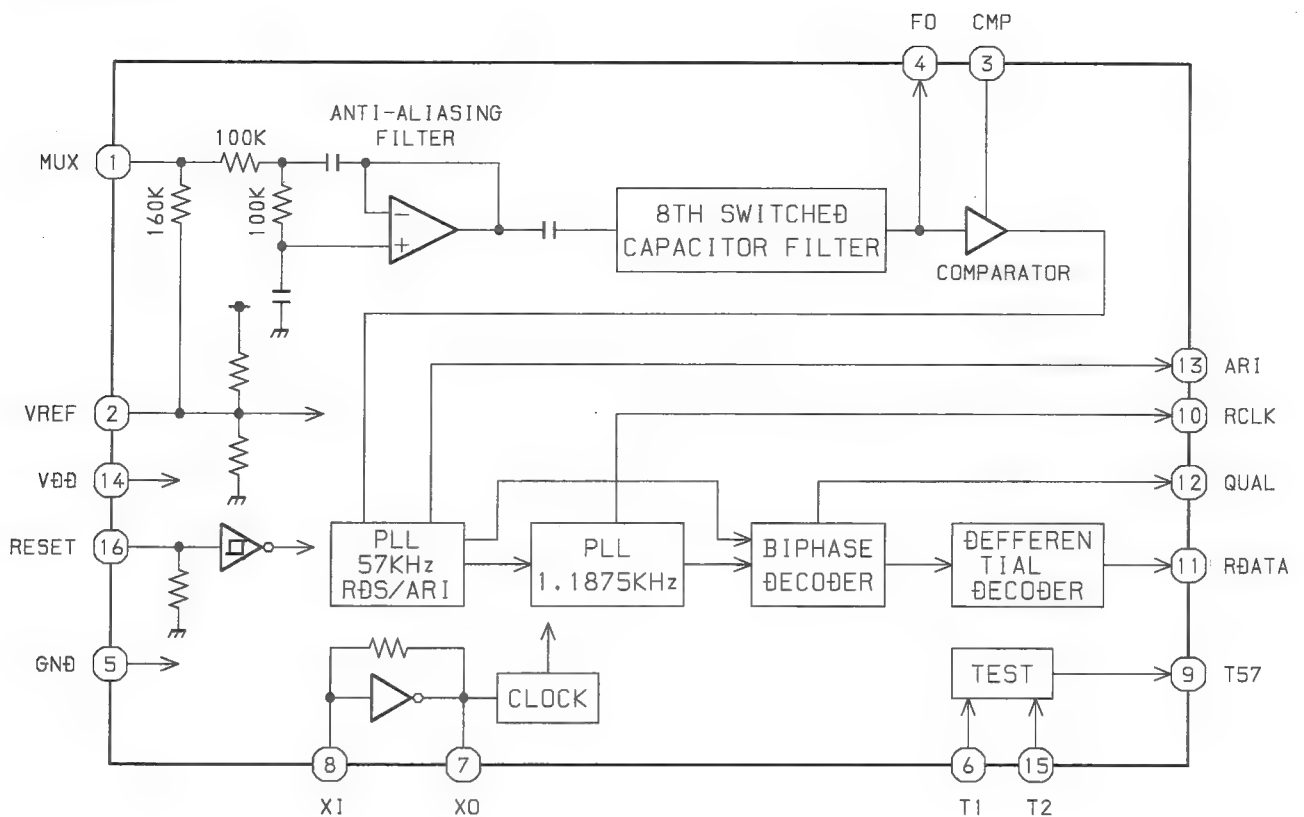 FO CMP
4 3
ANTI-ALIASING
FILTER
100K
MUX 1
160K
100K
−
+
8TH SWITCHED
CAPACITOR FILTER
COMPARATOR
13 ARI
VREF 2
10 RCLK
VDD 14
12 QUAL
RESET 16
PLL
57KHz
RDS/ARI
PLL
1.1875KHz
BIPHASE
DECODER
DEFFEREN
TIAL
DECODER
11 RDATA
GND 5
TEST
9 T57
CLOCK
8 7 6 15
XI XO T1 T2